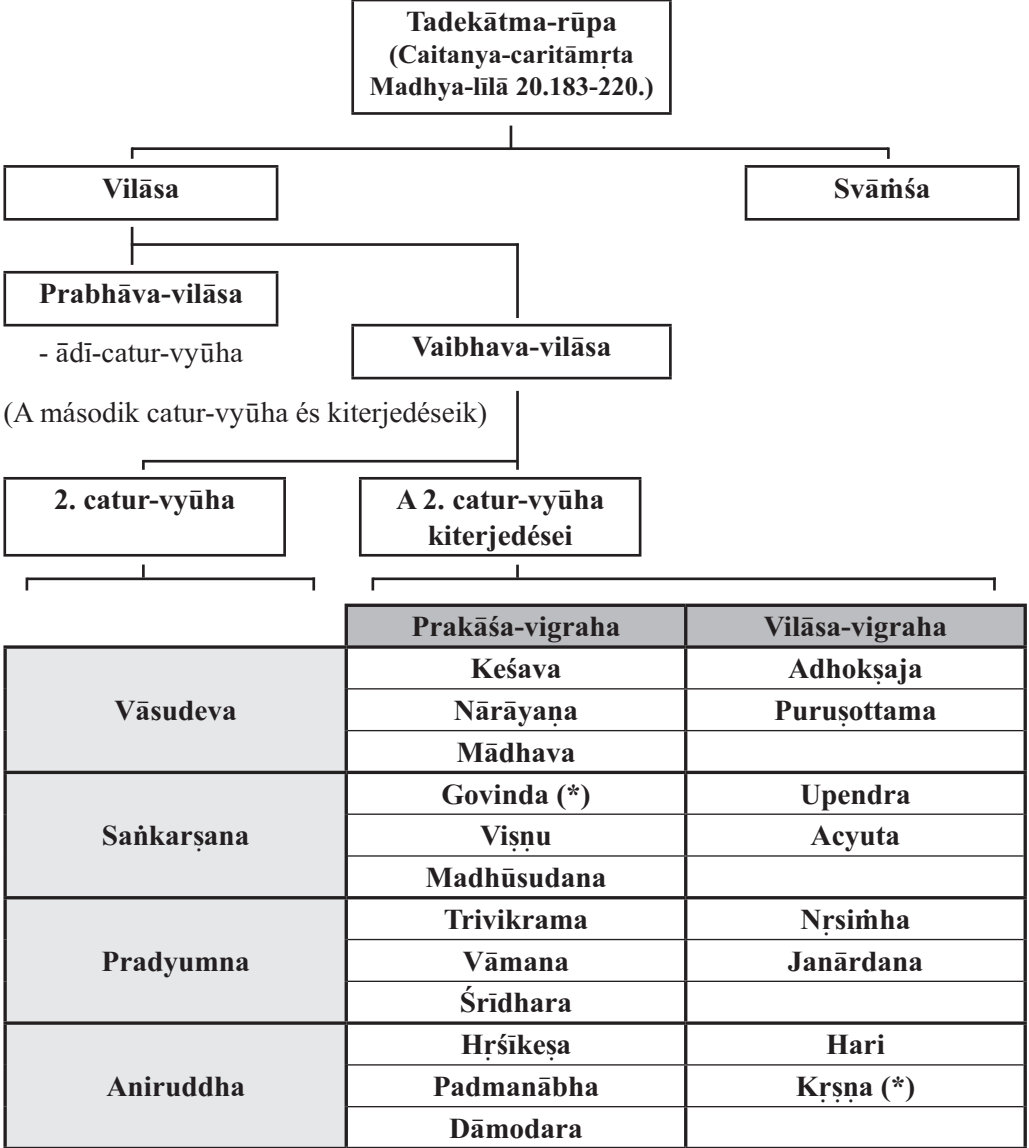 Tadekātma-rūpa
(Caitanya-caritāmṛta
Madhya-līlā 20.183-220.)
Vilāsa
Svāṁśa
Prabhāva-vilāsa
- ādī-catur-vyūha
Vaibhava-vilāsa
(A második catur-vyūha és kiterjedéseik)
2. catur-vyūha
A 2. catur-vyūha
kiterjedései
Prakāśa-vigraha Vilāsa-vigraha
Vāsudeva
Keśava Adhokṣaja
Nārāyaṇa Puruṣottama
Mādhava
Saṅkarṣana
Govinda (*) Upendra
Viṣṇu Acyuta
Madhūsudana
Pradyumna
Trivikrama Nṛsiṁha
Vāmana Janārdana
Śrīdhara
Aniruddha
Hṛśīkeṣa Hari
Padmanābha Kṛṣṇa (*)
Dāmodara